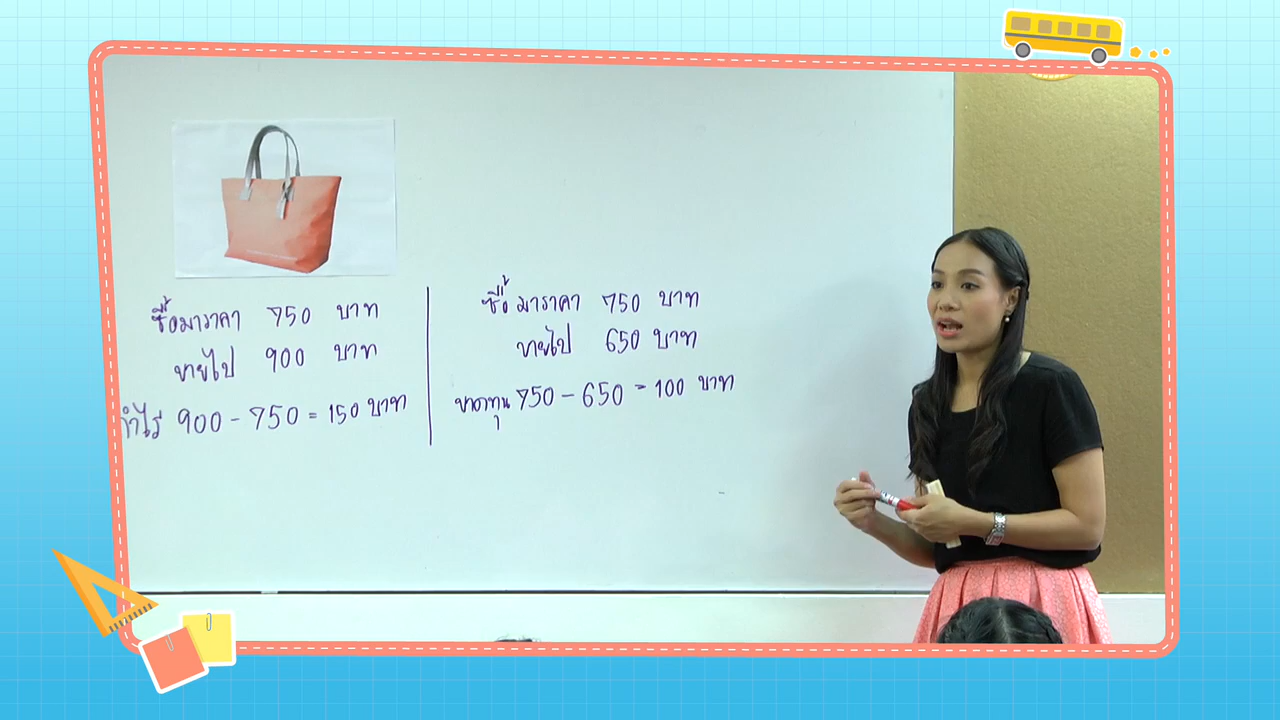 ซื้อมาราคา 750 บาท
ขายไป 900 บาท
กำไร 900 - 750 = 150 บาท
ซื้อมาราคา 750 บาท
ขายไป 650 บาท
ขาดทุน 750 - 650 = 100 บาท